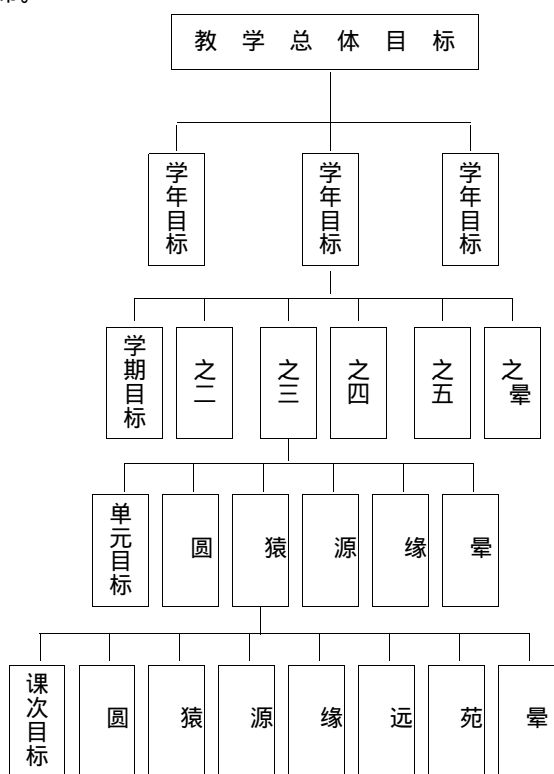 教 学 总 体 目 标
学年目标
学年目标
学年目标
学期目标
之二
之三
之四
之五
之晕
单元目标
圆
猿
源
缘
晕
课次目标
圆
猿
源
缘
远
苑
晕